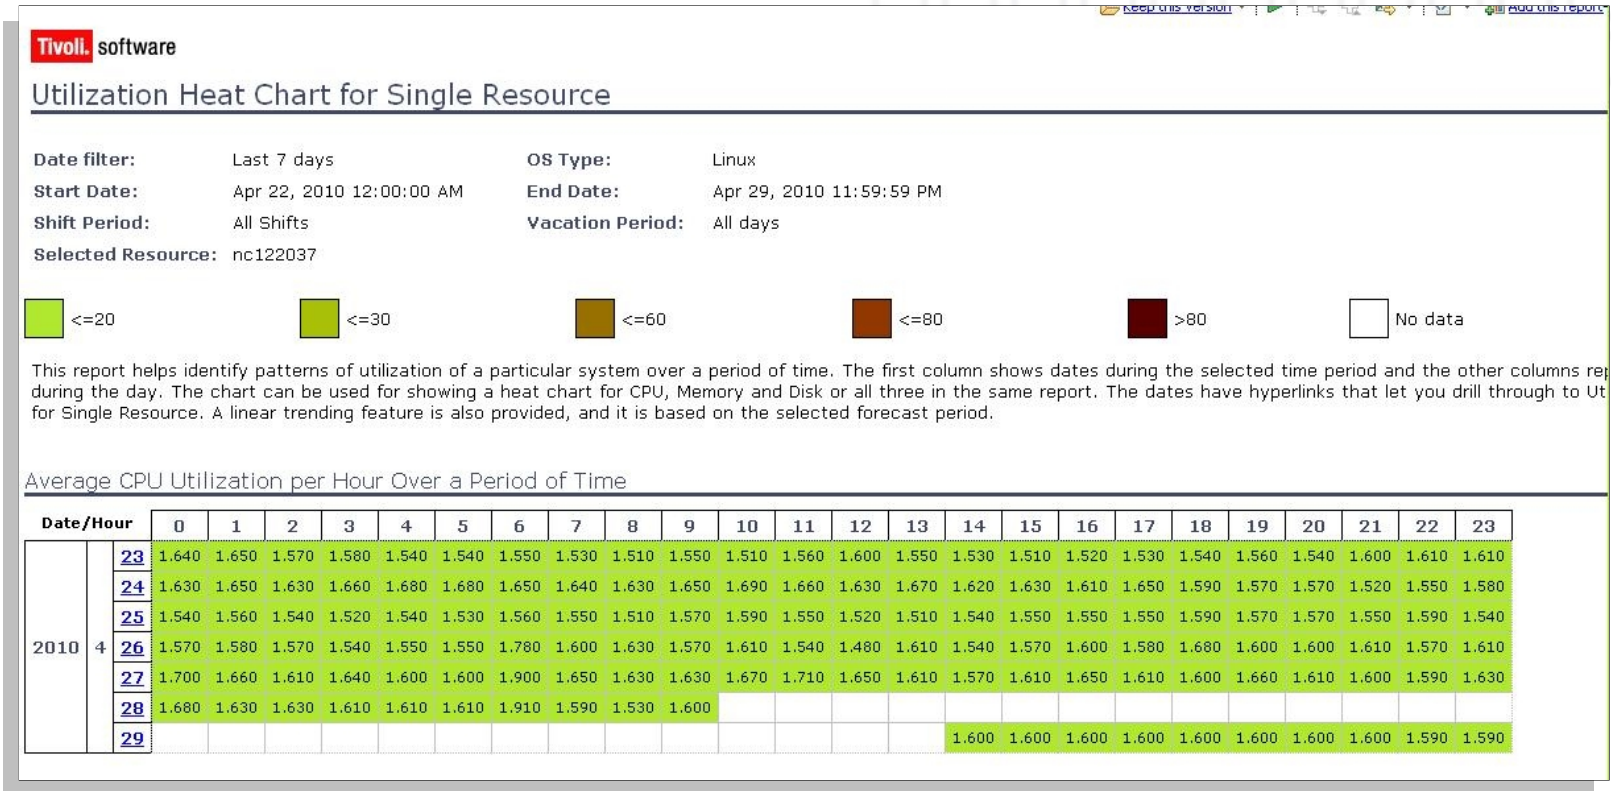 Keep this version
Add this report
Tivoli. software
Utilization Heat Chart for Single Resource
Date filter: Last 7 days OS Type: Linux
Start Date: Apr 22, 2010 12:00:00 AM End Date: Apr 29, 2010 11:59:59 PM
Shift Period: All Shifts Vacation Period: All days
Selected Resource: nc122037
<=20 <=30 <=60 <=80 >80 No data
This report helps identify patterns of utilization of a particular system over a period of time. The first column shows dates during the selected time period and the other columns rep
during the day. The chart can be used for showing a heat chart for CPU, Memory and Disk or all three in the same report. The dates have hyperlinks that let you drill through to Ut
for Single Resource. A linear trending feature is also provided, and it is based on the selected forecast period.
Average CPU Utilization per Hour Over a Period of Time
Date/Hour 0 1 2 3 4 5 6 7 8 9 10 11 12 13 14 15 16 17 18 19 20 21 22 23
23 1.640 1.650 1.570 1.580 1.540 1.540 1.550 1.530 1.510 1.550 1.510 1.560 1.600 1.550 1.530 1.510 1.520 1.530 1.540 1.560 1.540 1.600 1.610 1.610
24 1.630 1.650 1.630 1.660 1.680 1.680 1.650 1.640 1.630 1.650 1.690 1.660 1.630 1.670 1.620 1.630 1.610 1.650 1.590 1.570 1.570 1.520 1.550 1.580
25 1.540 1.560 1.540 1.520 1.540 1.530 1.560 1.550 1.510 1.570 1.590 1.550 1.520 1.510 1.540 1.550 1.550 1.550 1.590 1.570 1.570 1.550 1.590 1.540
2010 4 26 1.570 1.580 1.570 1.540 1.550 1.550 1.780 1.600 1.630 1.570 1.610 1.540 1.480 1.610 1.540 1.570 1.600 1.580 1.680 1.600 1.600 1.610 1.570 1.610
27 1.700 1.660 1.610 1.640 1.600 1.600 1.900 1.650 1.630 1.630 1.670 1.710 1.650 1.610 1.570 1.610 1.650 1.610 1.600 1.660 1.610 1.600 1.590 1.630
28 1.680 1.630 1.630 1.610 1.610 1.610 1.910 1.590 1.530 1.600
29 1.600 1.600 1.600 1.600 1.600 1.600 1.600 1.600 1.590 1.590